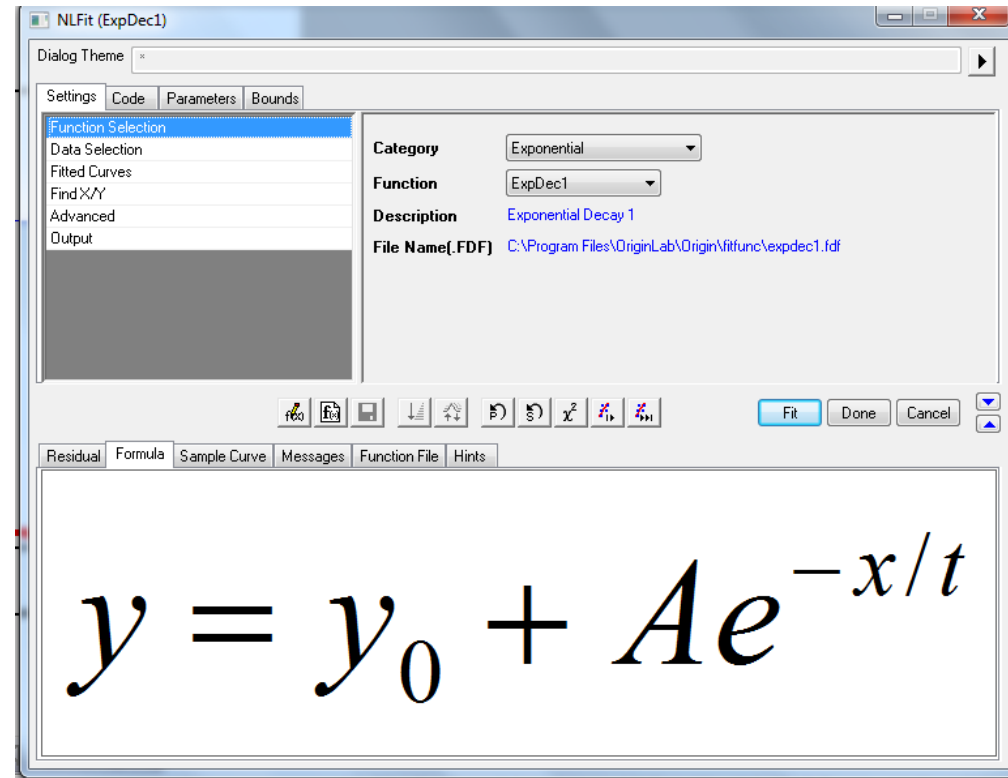 NLFit (ExpDec1)
Dialog Theme *
Settings Code Parameters Bounds
Function Selection
Data Selection
Fitted Curves
Find X/Y
Advanced
Output
Category Exponential
Function ExpDec1
Description Exponential Decay 1
File Name(.FDF) C:\Program Files\OriginLab\Origin\fitfunc\expdec1.fdf
Fit Done Cancel
Residual Formula Sample Curve Messages Function File Hints
y = y₀ + Ae^{-x/t}